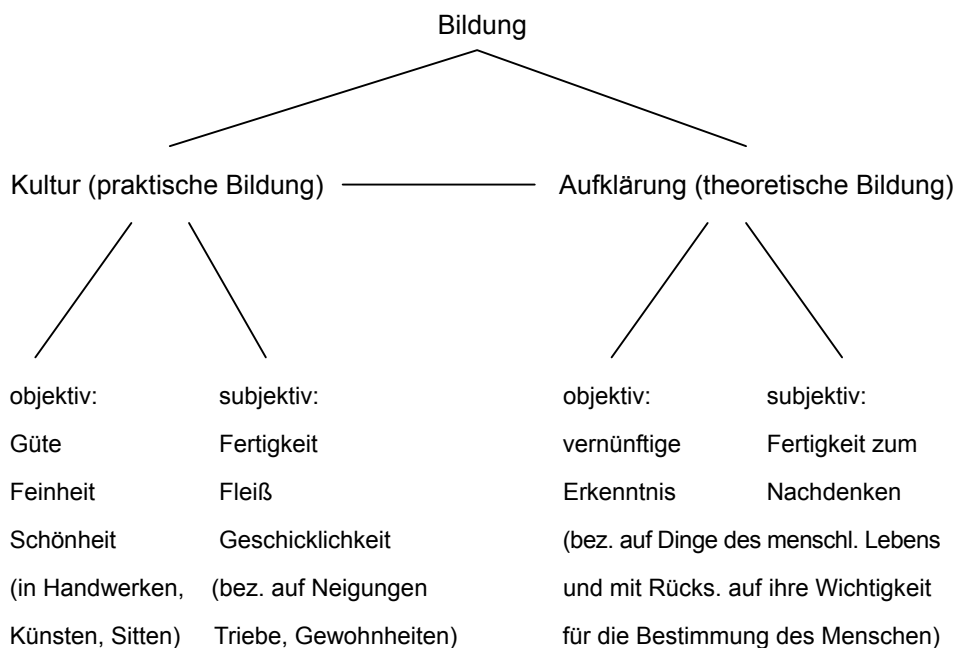 Bildung
Kultur (praktische Bildung) Aufklärung (theoretische Bildung)
objektiv: subjektiv: objektiv: subjektiv:
Güte Fertigkeit vernünftige Fertigkeit zum
Feinheit Fleiß Erkenntnis Nachdenken
Schönheit Geschicklichkeit (bez. auf Dinge des menschl. Lebens
(in Handwerken, (bez. auf Neigungen und mit Rücks. auf ihre Wichtigkeit
Künsten, Sitten) Triebe, Gewohnheiten) für die Bestimmung des Menschen)